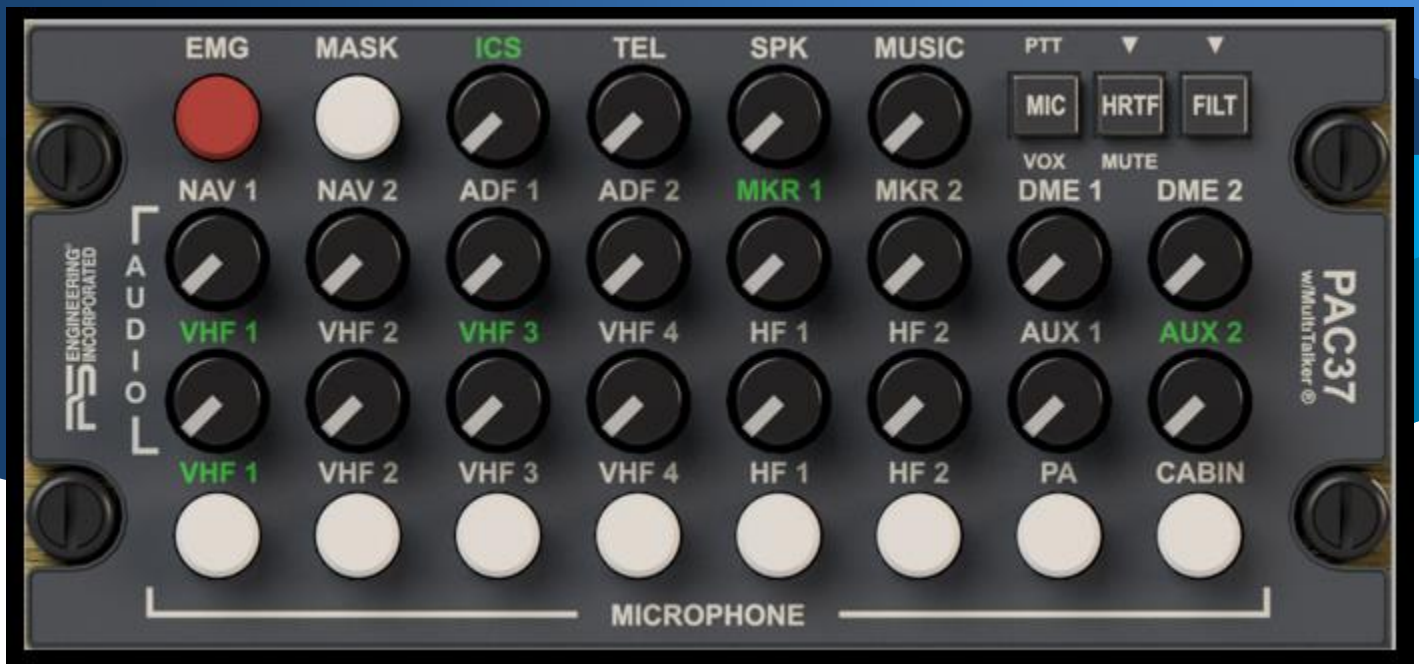 EMG MASK ICS TEL SPK MUSIC PTT ▼ ▼
MIC HRTF FILT
VOX MUTE
NAV 1 NAV 2 ADF 1 ADF 2 MKR 1 MKR 2 DME 1 DME 2
AUDIO
VHF 1 VHF 2 VHF 3 VHF 4 HF 1 HF 2 AUX 1 AUX 2
VHF 1 VHF 2 VHF 3 VHF 4 HF 1 HF 2 PA CABIN
MICROPHONE
PS ENGINEERING®
INCORPORATED
PAC37
w/MultiTalker ®